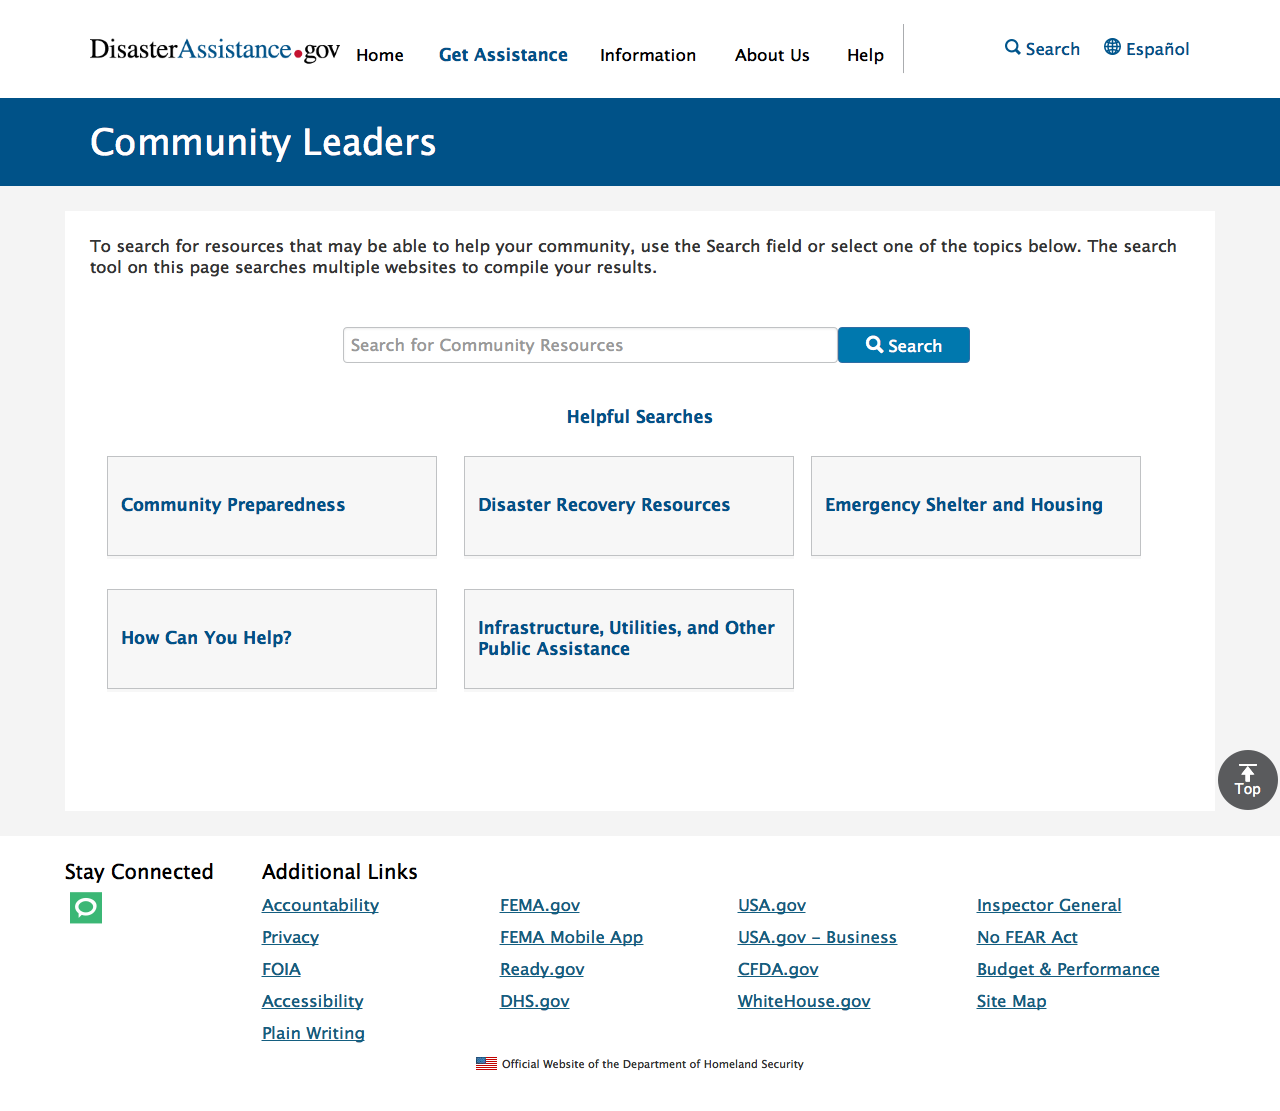 DisasterAssistance.gov Home Get Assistance Information About Us Help Search Español
Community Leaders
To search for resources that may be able to help your community, use the Search field or select one of the topics below. The search
tool on this page searches multiple websites to compile your results.
Search for Community Resources Search
Helpful Searches
Community Preparedness Disaster Recovery Resources Emergency Shelter and Housing
How Can You Help?
Infrastructure, Utilities, and Other
Public Assistance
Top
Stay Connected
Additional Links
Accountability FEMA.gov USA.gov Inspector General
Privacy FEMA Mobile App USA.gov – Business No FEAR Act
FOIA Ready.gov CFDA.gov Budget & Performance
Accessibility DHS.gov WhiteHouse.gov Site Map
Plain Writing
Official Website of the Department of Homeland Security